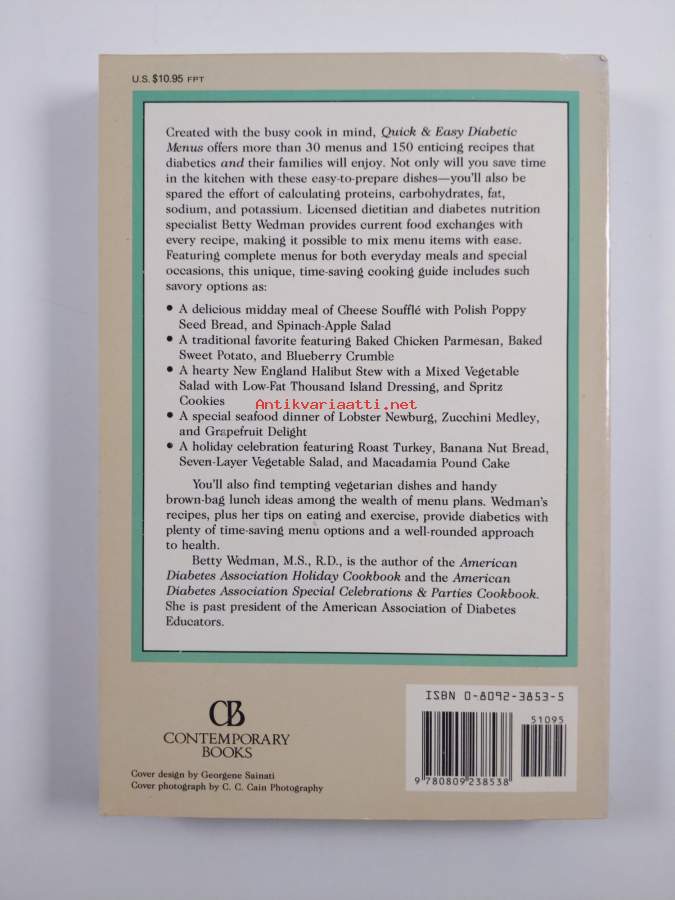 U.S. $10.95 FPT
Created with the busy cook in mind, Quick & Easy Diabetic
Menus offers more than 30 menus and 150 enticing recipes that
diabetics and their families will enjoy. Not only will you save time
in the kitchen with these easy-to-prepare dishes—you'll also be
spared the effort of calculating proteins, carbohydrates, fat,
sodium, and potassium. Licensed dietitian and diabetes nutrition
specialist Betty Wedman provides current food exchanges with
every recipe, making it possible to mix menu items with ease.
Featuring complete menus for both everyday meals and special
occasions, this unique, time-saving cooking guide includes such
savory options as:
• A delicious midday meal of Cheese Soufflé with Polish Poppy
Seed Bread, and Spinach-Apple Salad
• A traditional favorite featuring Baked Chicken Parmesan, Baked
Sweet Potato, and Blueberry Crumble
• A hearty New England Halibut Stew with a Mixed Vegetable
Salad with Low-Fat Thousand Island Dressing, and Spritz
Cookies
Antikvariaatti.net
• A special seafood dinner of Lobster Newburg, Zucchini Medley,
and Grapefruit Delight
• A holiday celebration featuring Roast Turkey, Banana Nut Bread,
Seven-Layer Vegetable Salad, and Macadamia Pound Cake
You'll also find tempting vegetarian dishes and handy
brown-bag lunch ideas among the wealth of menu plans. Wedman's
recipes, plus her tips on eating and exercise, provide diabetics with
plenty of time-saving menu options and a well-rounded approach
to health.
Betty Wedman, M.S., R.D., is the author of the American
Diabetes Association Holiday Cookbook and the American
Diabetes Association Special Celebrations & Parties Cookbook.
She is past president of the American Association of Diabetes
Educators.
CB
CONTEMPORARY
BOOKS
Cover design by Georgene Sainati
Cover photograph by C. C. Cain Photography
ISBN 0-8092-3853-5
51095
9 780809 238538